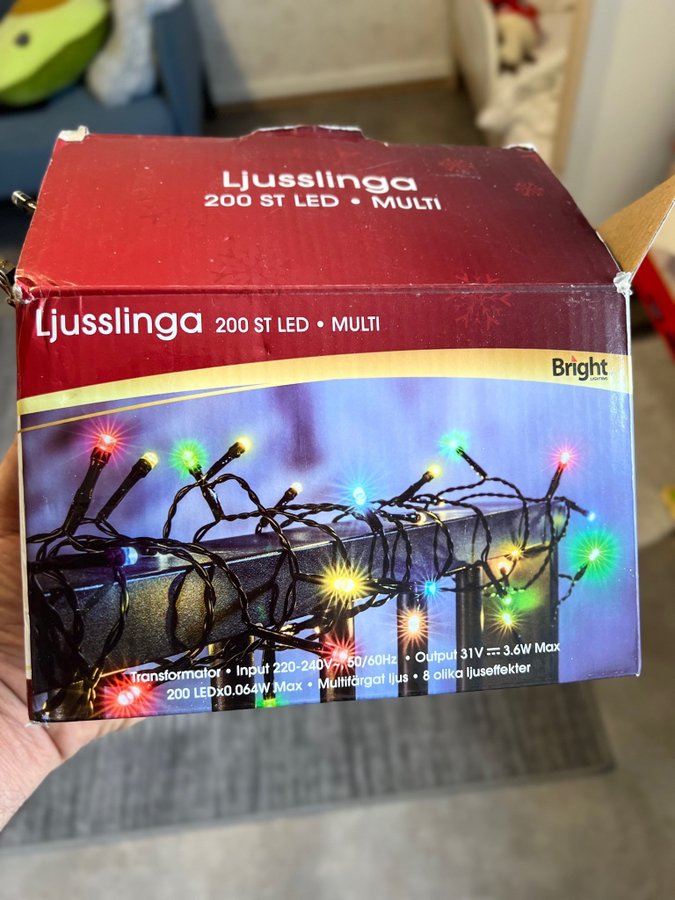 Ljusslinga
200 ST LED • MULTI
Ljusslinga 200 ST LED • MULTI
Bright
LIGHTING
Transformator • Input 220-240V~, 50/60Hz • Output 31V ⎓ 3.6W Max
200 LEDx0.064W Max • Multifärgat ljus • 8 olika ljuseffekter